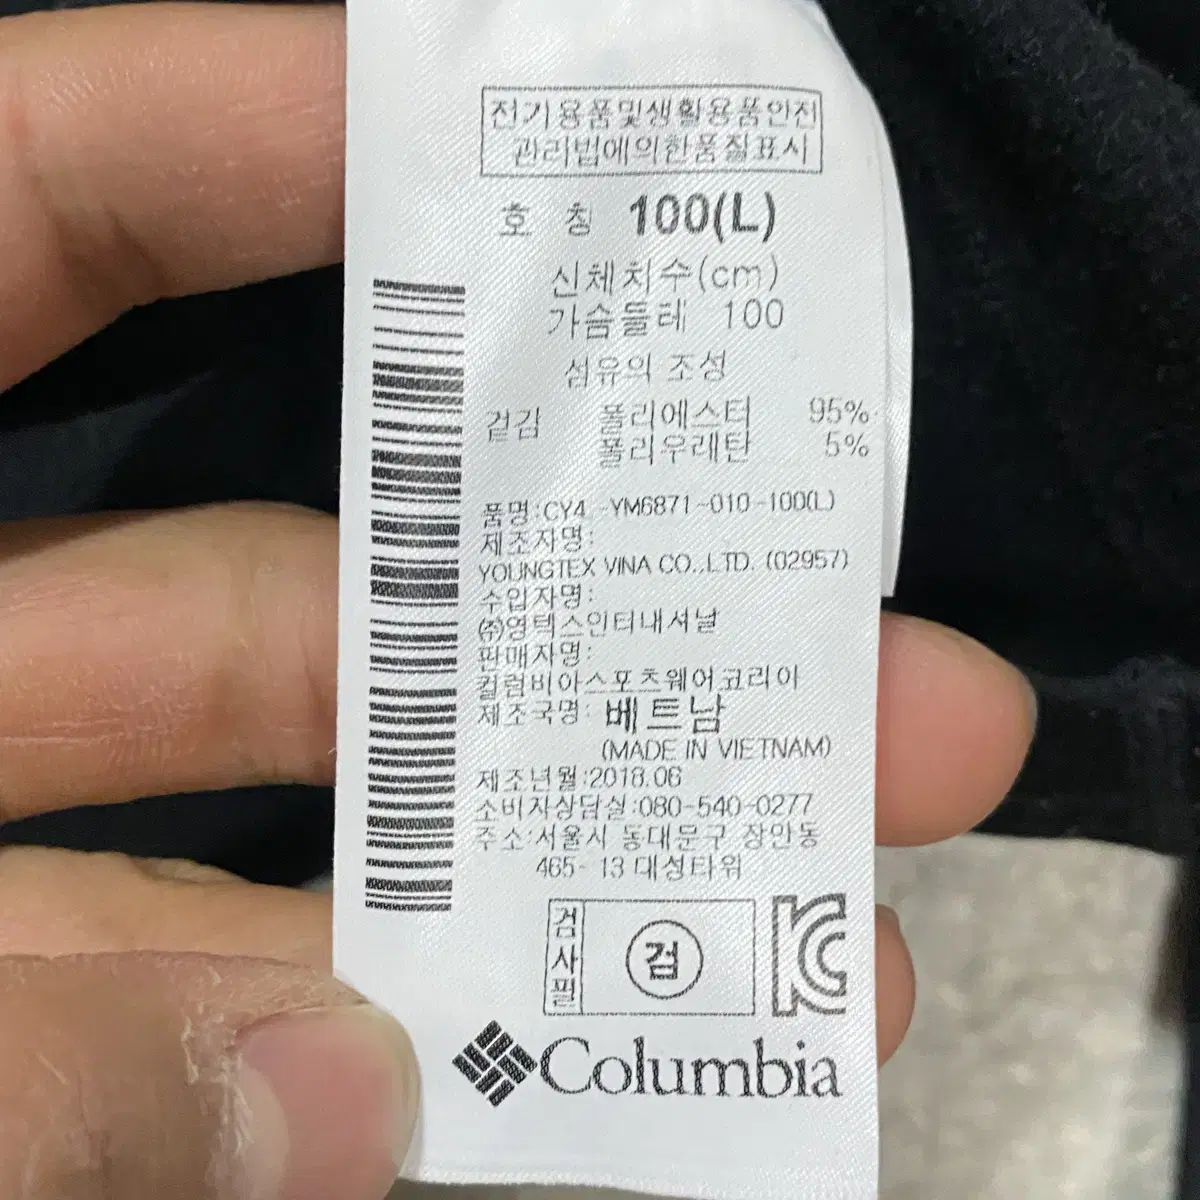 전기용품및생활용품안전
관리법에의한품질표시
호 칭 100(L)
신체치수(cm)
가슴둘레 100
섬유의 조성
겉감 폴리에스터 95%
폴리우레탄 5%
품명:CY4 -YM6871-010-100(L)
제조자명:
YOUNGTEX VINA CO.,LTD. (02957)
수입자명:
(주)영텍스인터내셔날
판매자명:
컬럼비아스포츠웨어코리아
제조국명: 베트남
(MADE IN VIETNAM)
제조년월:2018.06
소비자상담실:080-540-0277
주소:서울시 동대문구 장안동
465-13 대성타워
검사필
검
KC
Columbia